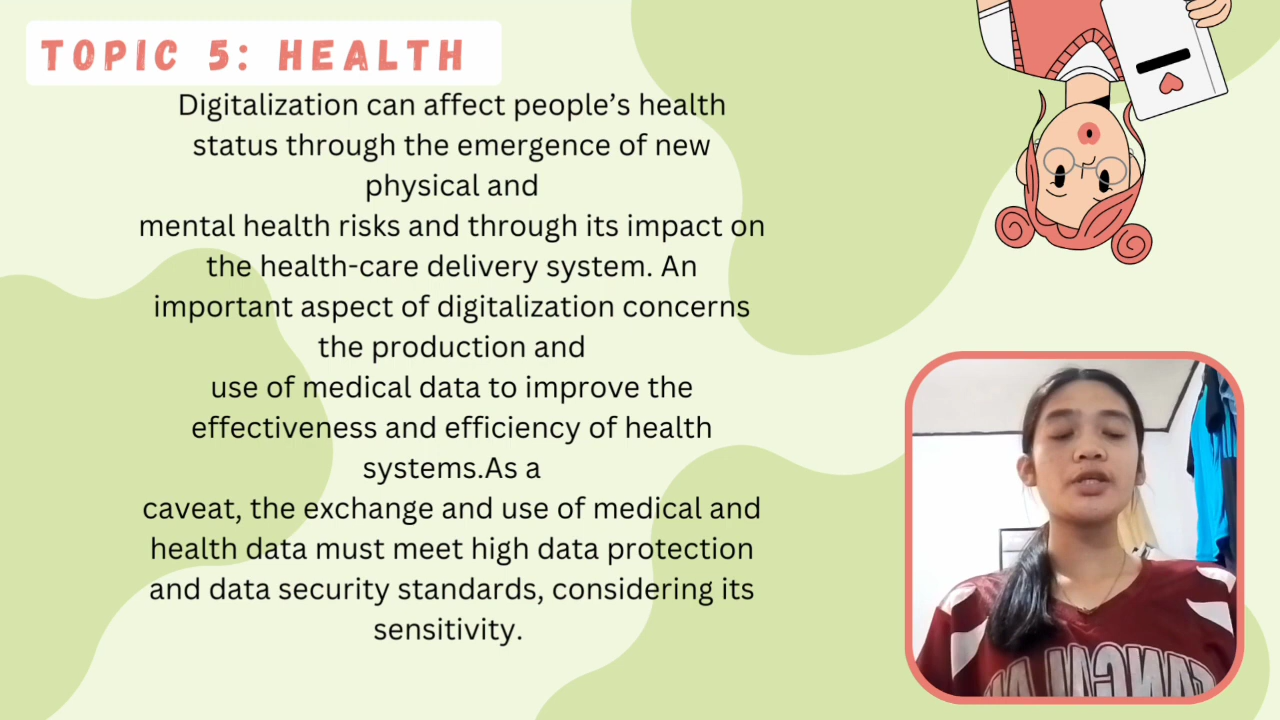 TOPIC 5: HEALTH
Digitalization can affect people’s health
status through the emergence of new
physical and
mental health risks and through its impact on
the health-care delivery system. An
important aspect of digitalization concerns
the production and
use of medical data to improve the
effectiveness and efficiency of health
systems.As a
caveat, the exchange and use of medical and
health data must meet high data protection
and data security standards, considering its
sensitivity.